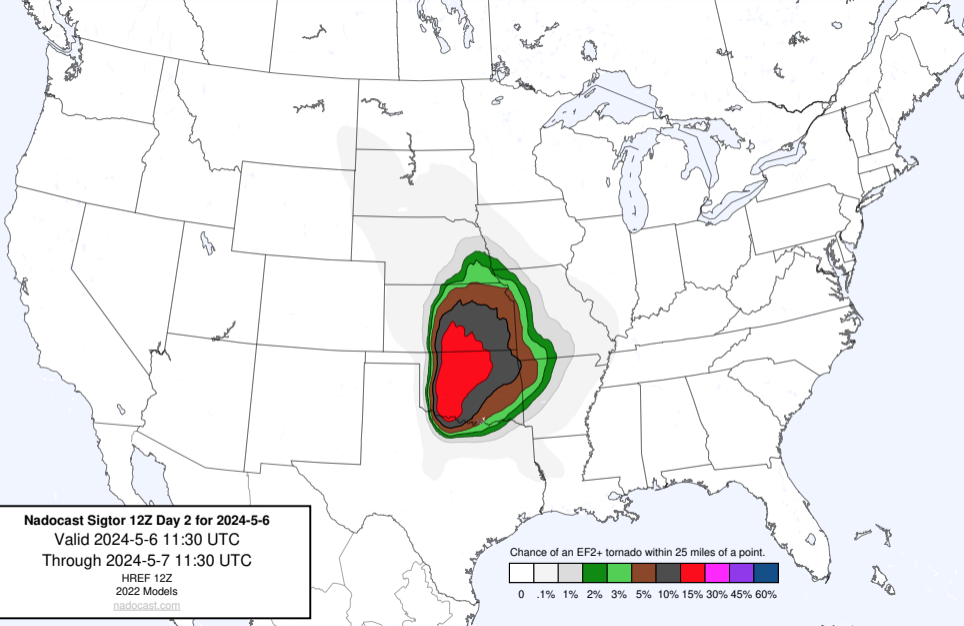 Nadocast Sigtor 12Z Day 2 for 2024-5-6
Valid 2024-5-6 11:30 UTC
Through 2024-5-7 11:30 UTC
HREF 12Z
2022 Models
nadocast.com
Chance of an EF2+ tornado within 25 miles of a point.
0 .1% 1% 2% 3% 5% 10% 15% 30% 45% 60%